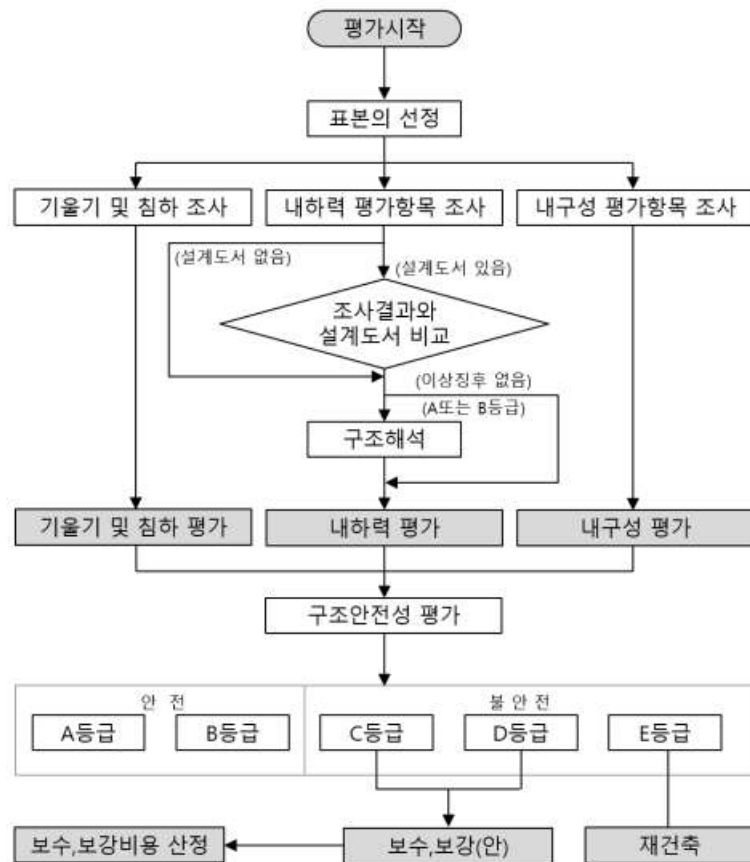 평가시작
표본의 선정
기울기 및 침하 조사
내하력 평가항목 조사
내구성 평가항목 조사
(설계도서 없음)
(설계도서 있음)
조사결과와
설계도서 비교
(이상징후 없음)
(A또는 B등급)
구조해석
기울기 및 침하 평가
내하력 평가
내구성 평가
구조안전성 평가
안 전
불 안 전
A등급
B등급
C등급
D등급
E등급
보수,보강비용 산정
보수,보강(안)
재건축